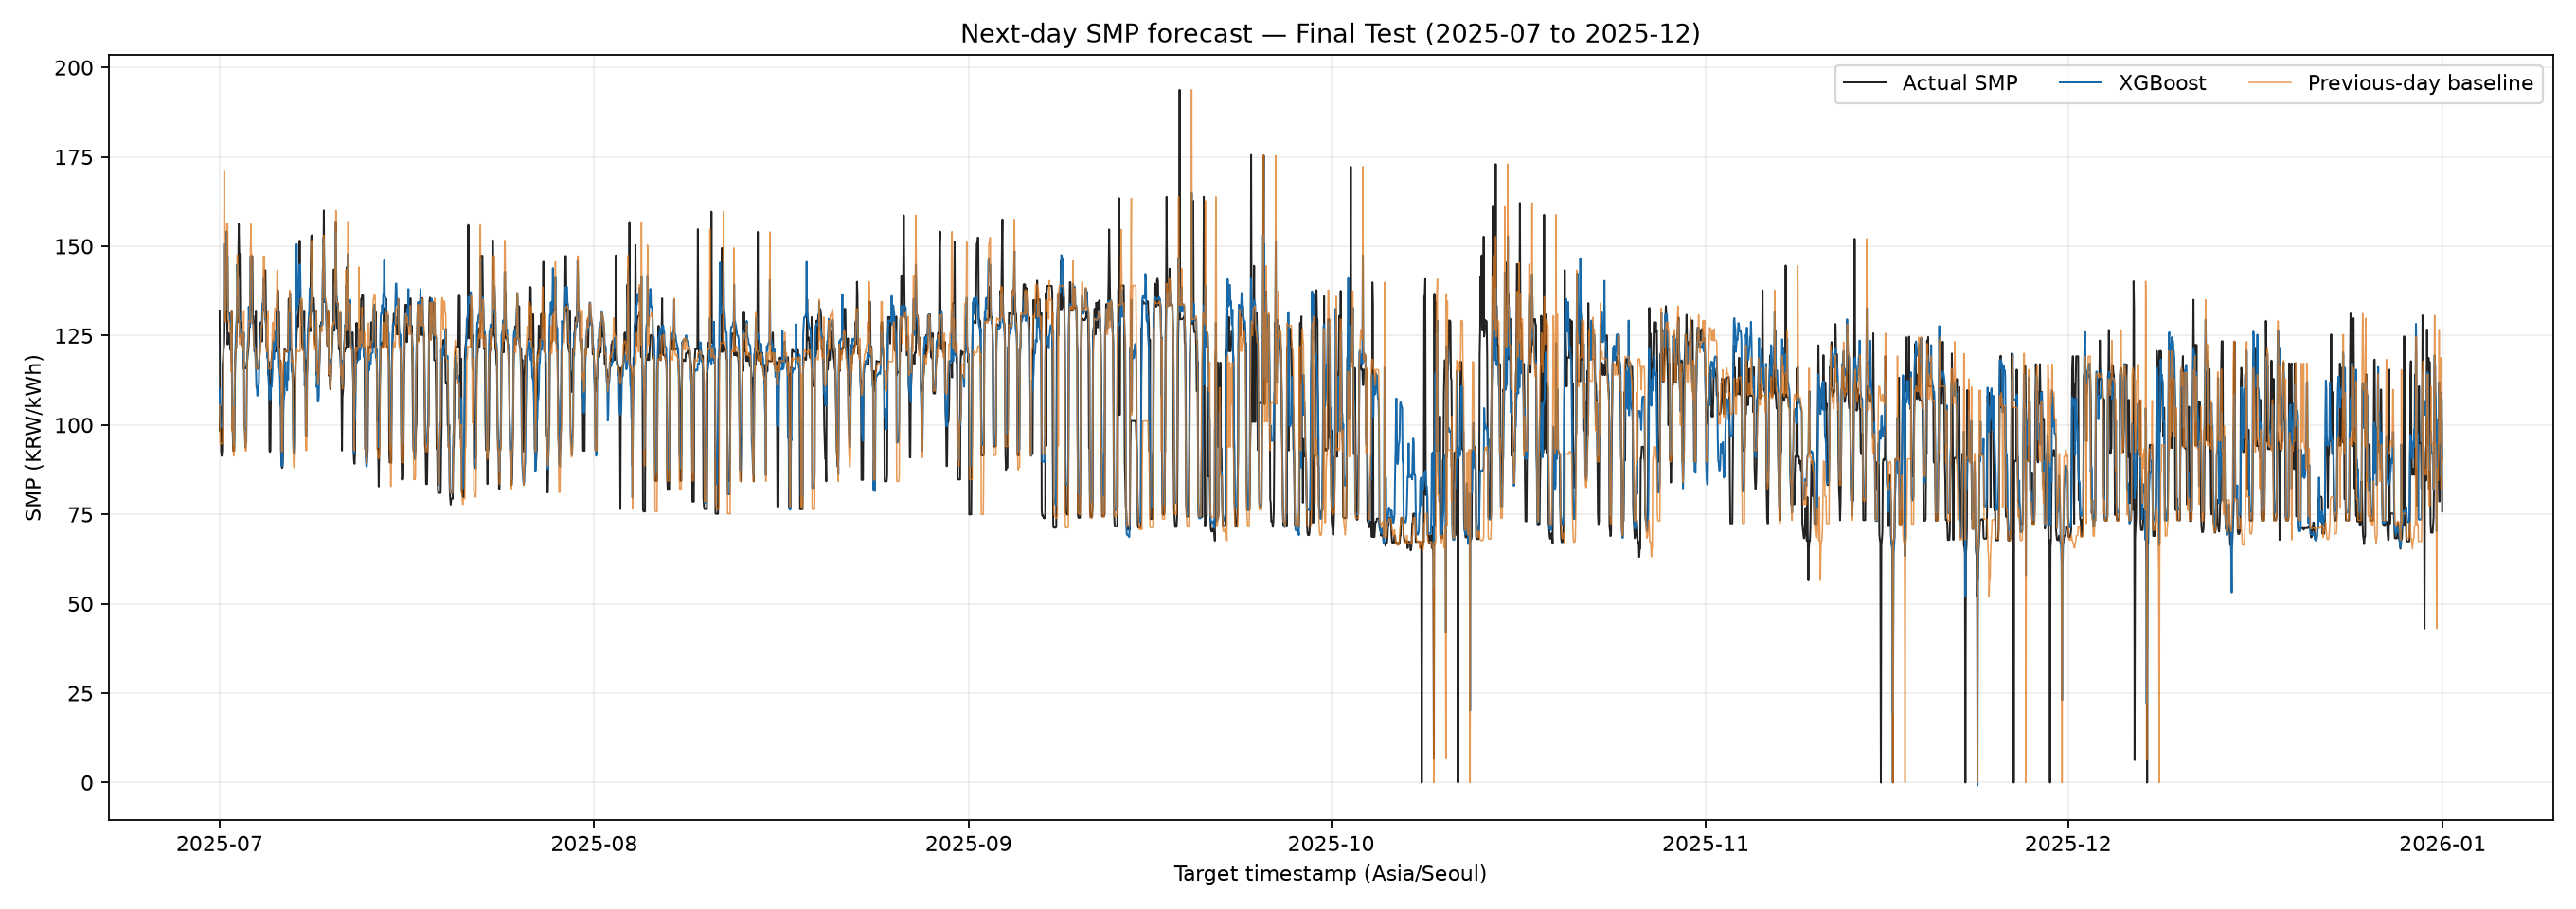 Next-day SMP forecast — Final Test (2025-07 to 2025-12)
Actual SMP
XGBoost
Previous-day baseline
SMP (KRW/kWh)
200
175
150
125
100
75
50
25
0
2025-07
2025-08
2025-09
2025-10
2025-11
2025-12
2026-01
Target timestamp (Asia/Seoul)